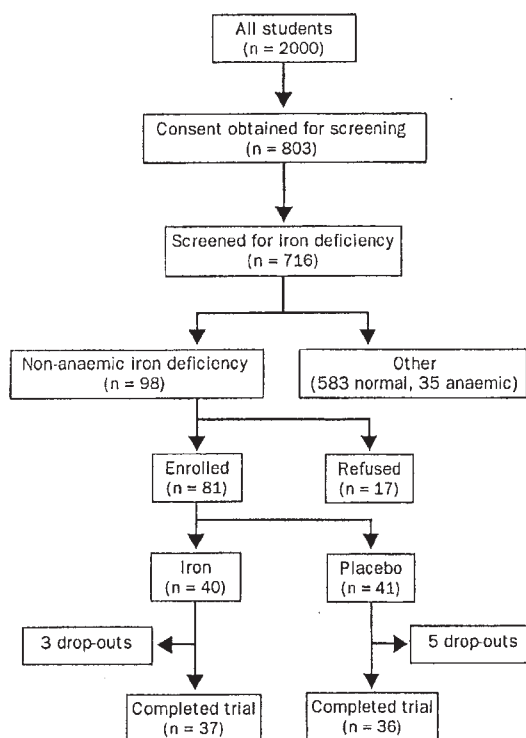 All students
(n = 2000)
Consent obtained for screening
(n = 803)
Screened for iron deficiency
(n = 716)
Non-anaemic iron deficiency
(n = 98)
Other
(583 normal, 35 anaemic)
Enrolled
(n = 81)
Refused
(n = 17)
Iron
(n = 40)
Placebo
(n = 41)
3 drop-outs
5 drop-outs
Completed trial
(n = 37)
Completed trial
(n = 36)